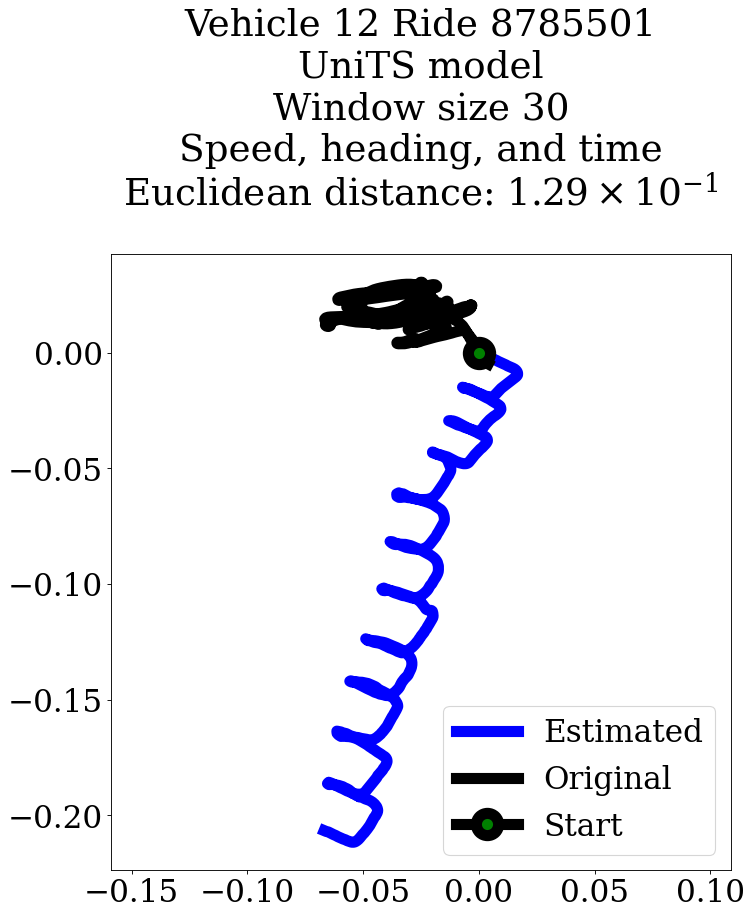 Vehicle 12 Ride 8785501
UniTS model
Window size 30
Speed, heading, and time
Euclidean distance: 1.29 × 10⁻¹
0.00
−0.05
−0.10
−0.15
−0.20
Estimated
Original
Start
−0.15 −0.10 −0.05 0.00 0.05 0.10